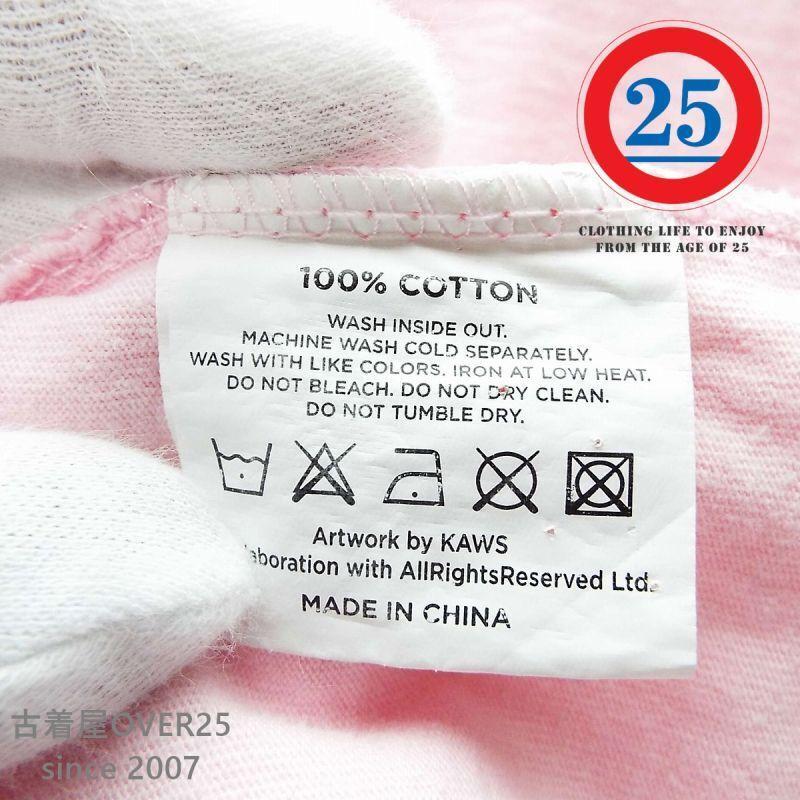 25
CLOTHING LIFE TO ENJOY
FROM THE AGE OF 25
100% COTTON
WASH INSIDE OUT.
MACHINE WASH COLD SEPARATELY.
WASH WITH LIKE COLORS. IRON AT LOW HEAT.
DO NOT BLEACH. DO NOT DRY CLEAN.
DO NOT TUMBLE DRY.
Artwork by KAWS
laboration with AllRightsReserved Ltd.
MADE IN CHINA
古着屋OVER25
since 2007